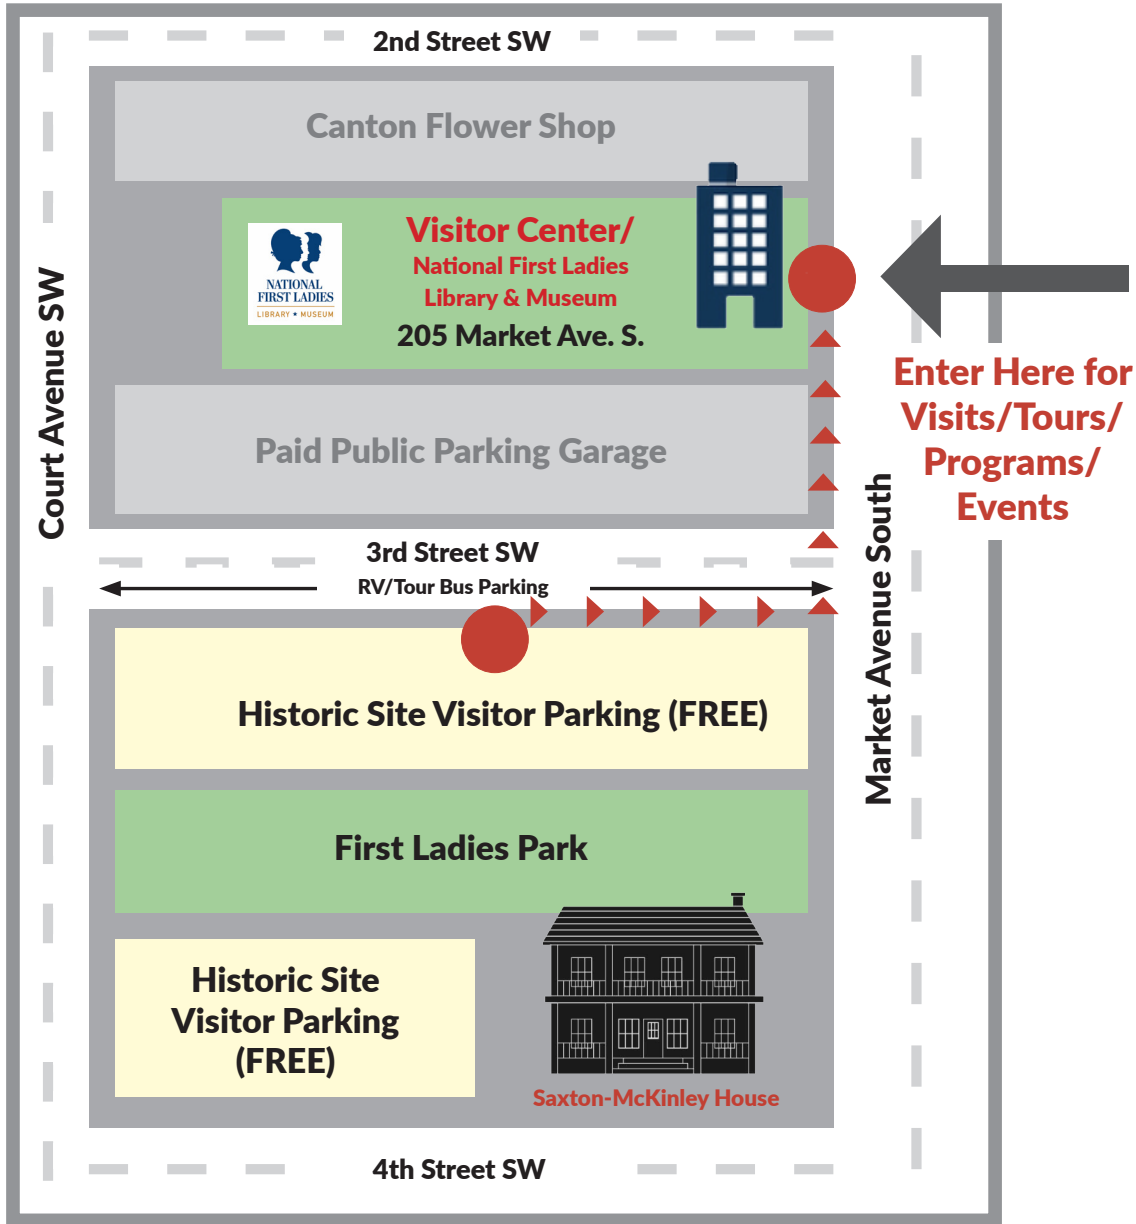 2nd Street SW
Canton Flower Shop
NATIONAL
FIRST LADIES
LIBRARY ★ MUSEUM
Visitor Center/
National First Ladies
Library & Museum
205 Market Ave. S.
Enter Here for
Visits/Tours/
Programs/
Events
Court Avenue SW
Paid Public Parking Garage
Market Avenue South
3rd Street SW
RV/Tour Bus Parking
Historic Site Visitor Parking (FREE)
First Ladies Park
Historic Site
Visitor Parking
(FREE)
Saxton-McKinley House
4th Street SW